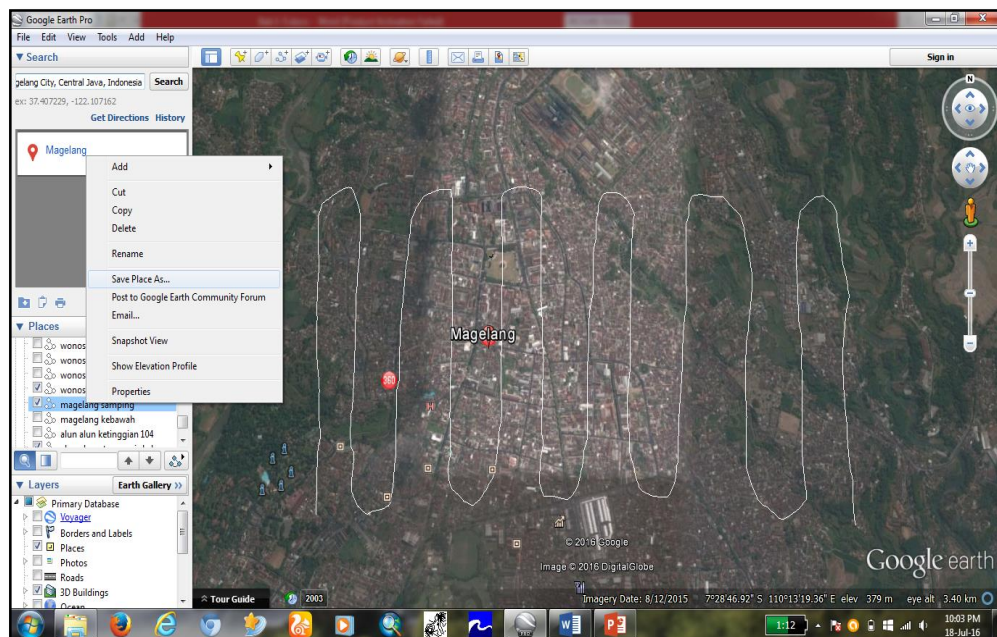 Google Earth Pro
File Edit View Tools Add Help
Search
gelang City, Central Java, Indonesia Search
ex: 37.407229, -122.107162
Get Directions History
Magelang
Sign in
N
Add
Cut
Copy
Delete
Rename
Save Place As...
Post to Google Earth Community Forum
Email...
Snapshot View
Show Elevation Profile
Properties
Places
wonos
wonos
wonos
wonos
magelang samping
magelang kebawah
alun alun ketinggian 104
Layers Earth Gallery >>
Primary Database
Voyager
Borders and Labels
Places
Photos
Roads
3D Buildings
Ocean
Magelang
360
H
© 2016 Google
Image © 2016 DigitalGlobe
Google earth
Tour Guide 2003
Imagery Date: 8/12/2015 7°28'46.92" S 110°13'19.36" E elev 379 m eye alt 3.40 km
1:12
10:03 PM
18-Jul-16